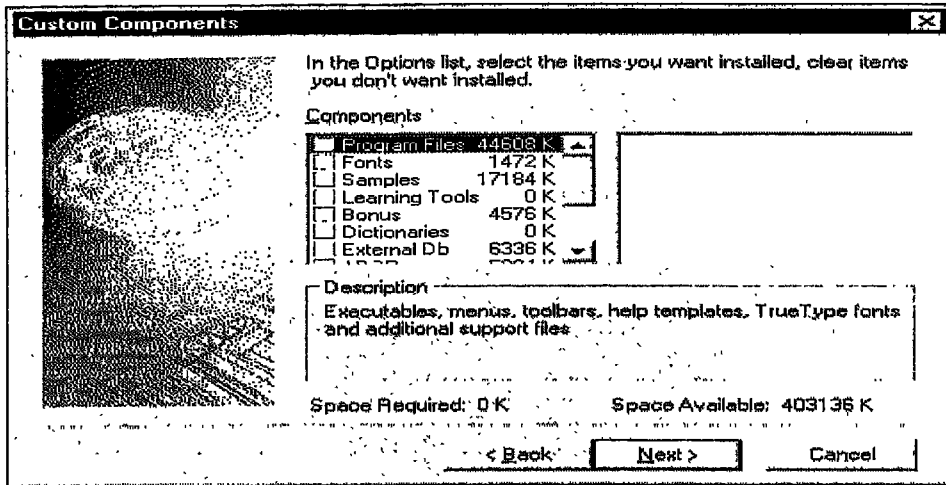 Custom Components
In the Options list, select the items you want installed, clear items
you don't want installed.
Components
Program Files 44608 K
Fonts 1472 K
Samples 17184 K
Learning Tools 0 K
Bonus 4576 K
Dictionaries 0 K
External Db 6336 K
Description
Executables, menus, toolbars, help templates, TrueType fonts
and additional support files
Space Required: 0 K Space Available: 403136 K
< Back Next > Cancel